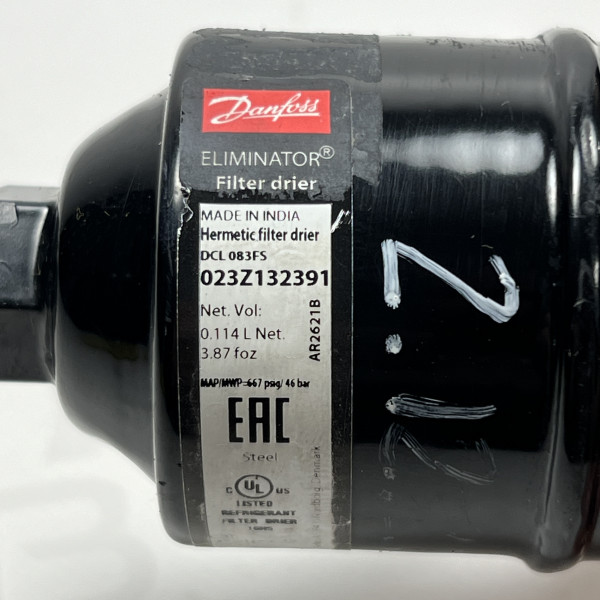 Danfoss
ELIMINATOR®
Filter drier
MADE IN INDIA
Hermetic filter drier
DCL 083FS
023Z132391
Net. Vol:
0.114 L Net.
3.87 foz
AR2621B
MAP/MWP=667 psig/ 46 bar
EAC
Steel
C UL US
LISTED
REFRIGERANT
FILTER DRIER